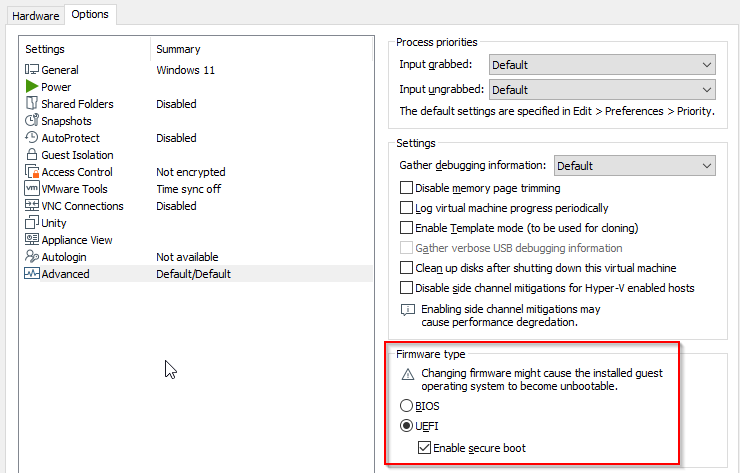 Hardware
Options
Settings Summary
General Windows 11
Power
Shared Folders Disabled
Snapshots
AutoProtect Disabled
Guest Isolation
Access Control Not encrypted
vm VMware Tools Time sync off
VNC Connections Disabled
Unity
Appliance View
Autologin Not available
Advanced Default/Default
Process priorities
Input grabbed: Default
Input ungrabbed: Default
The default settings are specified in Edit > Preferences > Priority.
Settings
Gather debugging information: Default
Disable memory page trimming
Log virtual machine progress periodically
Enable Template mode (to be used for cloning)
Gather verbose USB debugging information
Clean up disks after shutting down this virtual machine
Disable side channel mitigations for Hyper-V enabled hosts
Enabling side channel mitigations may
cause performance degredation.
Firmware type
Changing firmware might cause the installed guest
operating system to become unbootable.
BIOS
UEFI
Enable secure boot